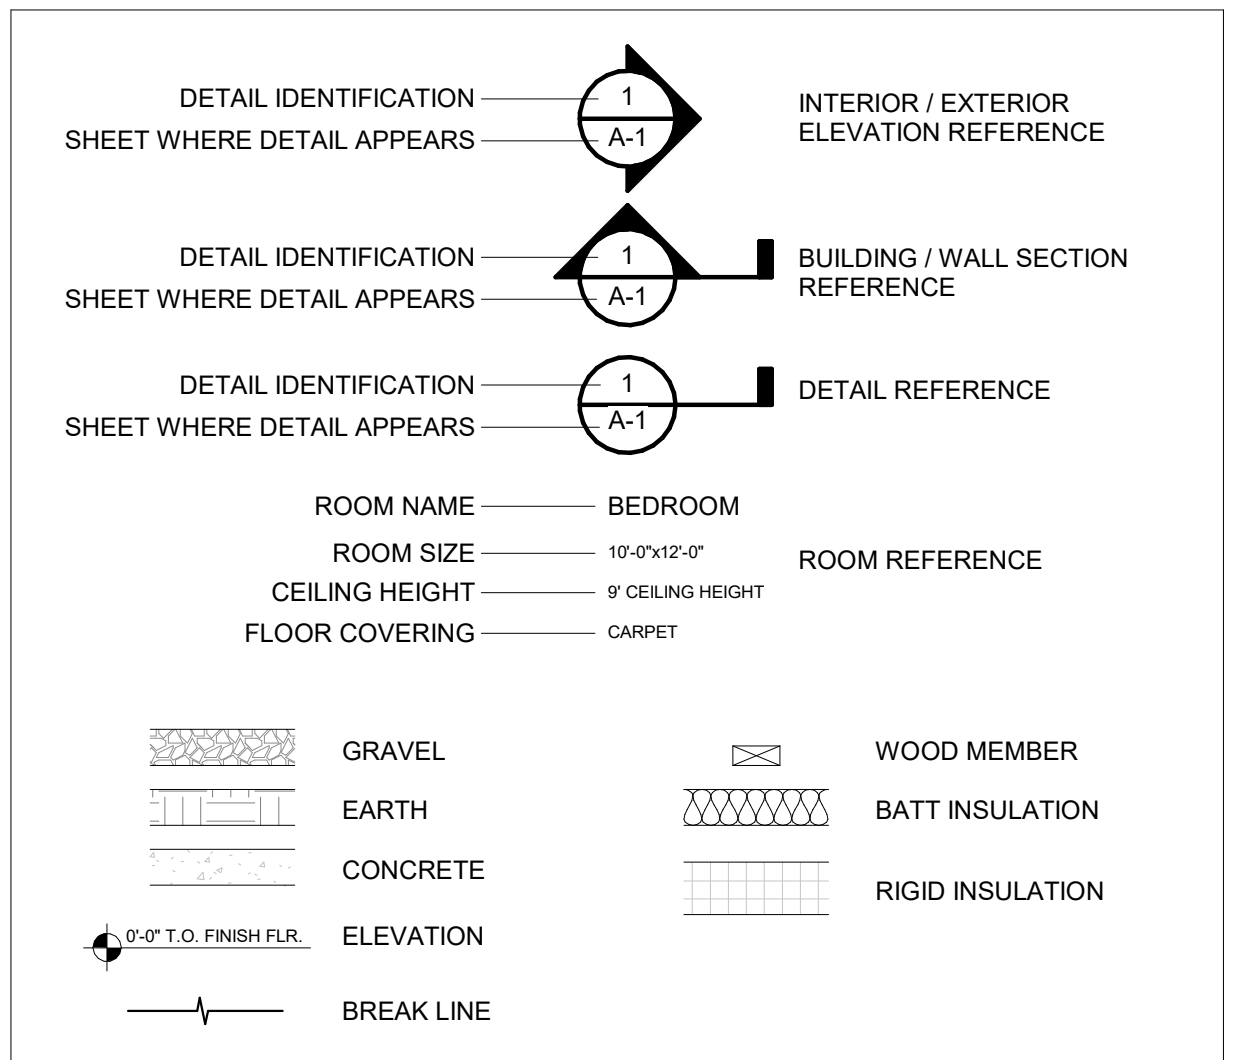 DETAIL IDENTIFICATION
1
SHEET WHERE DETAIL APPEARS
A-1
INTERIOR / EXTERIOR
ELEVATION REFERENCE
DETAIL IDENTIFICATION
1
SHEET WHERE DETAIL APPEARS
A-1
BUILDING / WALL SECTION
REFERENCE
DETAIL IDENTIFICATION
1
SHEET WHERE DETAIL APPEARS
A-1
DETAIL REFERENCE
ROOM NAME
BEDROOM
ROOM SIZE
10'-0"x12'-0"
CEILING HEIGHT
9' CEILING HEIGHT
FLOOR COVERING
CARPET
ROOM REFERENCE
GRAVEL
EARTH
CONCRETE
0'-0" T.O. FINISH FLR.
ELEVATION
BREAK LINE
WOOD MEMBER
BATT INSULATION
RIGID INSULATION